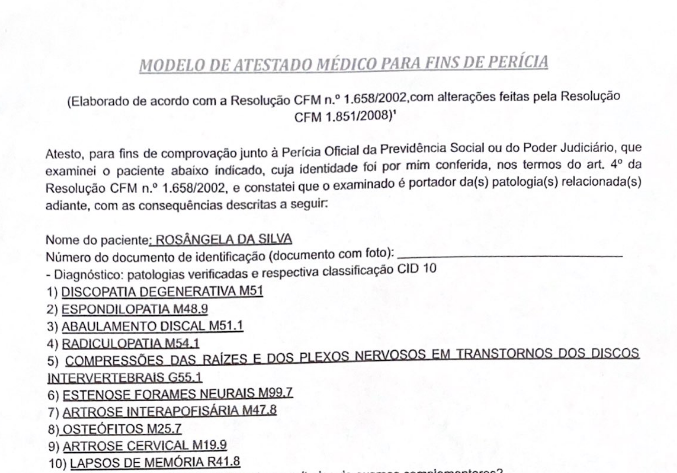 MODELO DE ATESTADO MÉDICO PARA FINS DE PERÍCIA
(Elaborado de acordo com a Resolução CFM n.º 1.658/2002,com alterações feitas pela Resolução
CFM 1.851/2008)¹
Atesto, para fins de comprovação junto à Perícia Oficial da Previdência Social ou do Poder Judiciário, que
examinei o paciente abaixo indicado, cuja identidade foi por mim conferida, nos termos do art. 4º da
Resolução CFM n.º 1.658/2002, e constatei que o examinado é portador da(s) patologia(s) relacionada(s)
adiante, com as consequências descritas a seguir:
Nome do paciente: ROSÂNGELA DA SILVA
Número do documento de identificação (documento com foto):
- Diagnóstico: patologias verificadas e respectiva classificação CID 10
1) DISCOPATIA DEGENERATIVA M51
2) ESPONDILOPATIA M48.9
3) ABAULAMENTO DISCAL M51.1
4) RADICULOPATIA M54.1
5) COMPRESSÕES DAS RAÍZES E DOS PLEXOS NERVOSOS EM TRANSTORNOS DOS DISCOS
INTERVERTEBRAIS G55.1
6) ESTENOSE FORAMES NEURAIS M99.7
7) ARTROSE INTERAPOFISÁRIA M47.8
8) OSTEÓFITOS M25.7
9) ARTROSE CERVICAL M19.9
10) LAPSOS DE MEMÓRIA R41.8